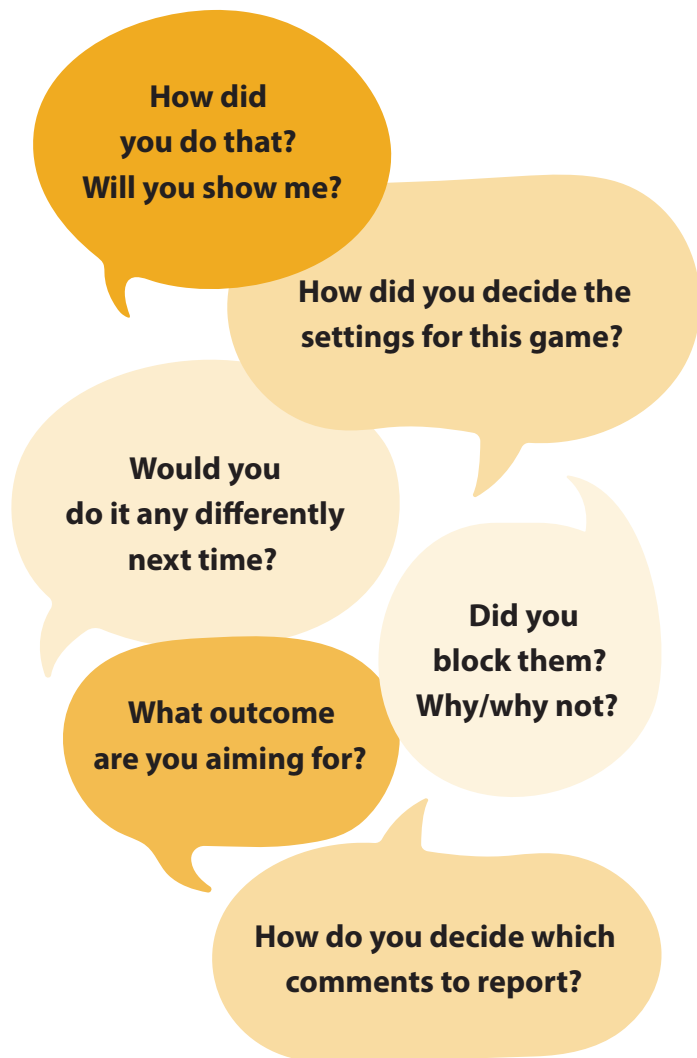 How did
you do that?
Will you show me?
How did you decide the
settings for this game?
Would you
do it any differently
next time?
Did you
block them?
Why/why not?
What outcome
are you aiming for?
How do you decide which
comments to report?